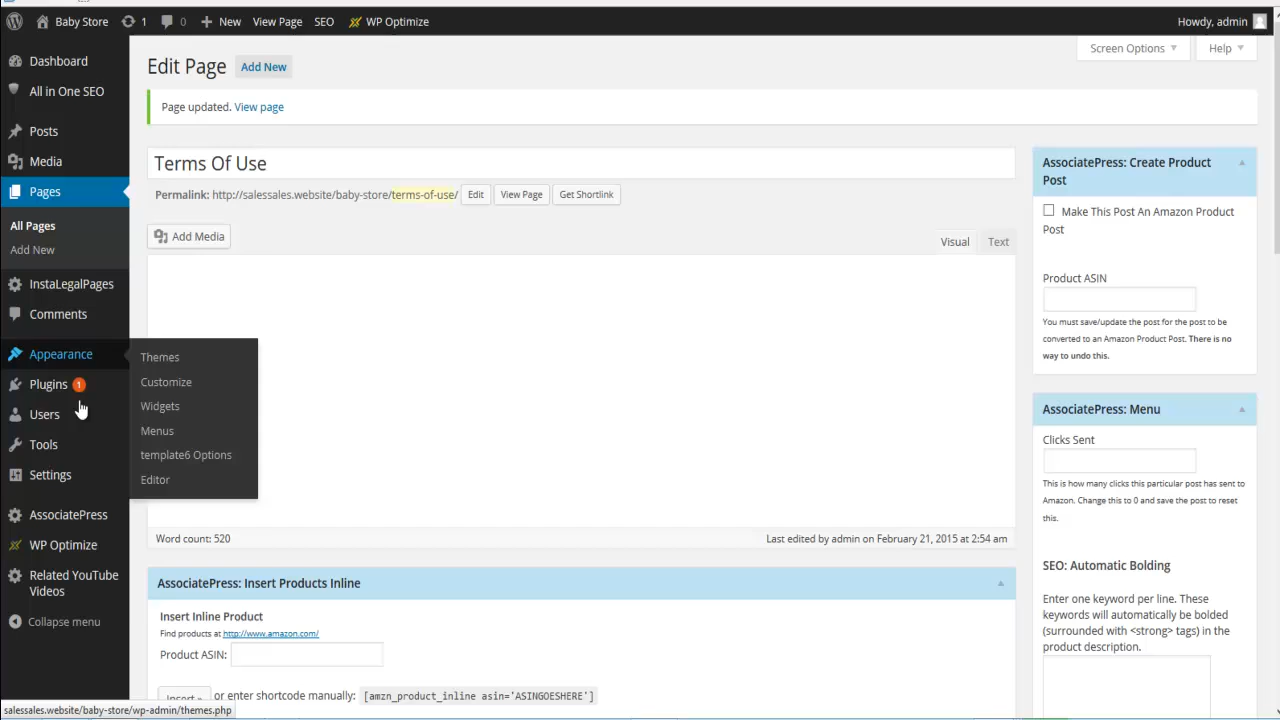 Baby Store 1 0 New View Page SEO WP Optimize Howdy, admin
Screen Options Help
Edit Page Add New
Page updated. View page
Dashboard
All in One SEO
Posts
Media
Pages
All Pages
Add New
InstaLegalPages
Comments
Appearance
Plugins 1
Users
Tools
Settings
AssociatePress
WP Optimize
Related YouTube
Videos
Collapse menu
Themes
Customize
Widgets
Menus
template6 Options
Editor
Terms Of Use
Permalink: http://salessales.website/baby-store/terms-of-use/ Edit View Page Get Shortlink
Add Media
Visual Text
Word count: 520 Last edited by admin on February 21, 2015 at 2:54 am
AssociatePress: Insert Products Inline
Insert Inline Product
Find products at http://www.amazon.com/
Product ASIN:
Insert » or enter shortcode manually: [amzn_product_inline asin='ASINGOESHERE']
AssociatePress: Create Product
Post
Make This Post An Amazon Product
Post
Product ASIN
You must save/update the post for the post to be
converted to an Amazon Product Post. There is no
way to undo this.
AssociatePress: Menu
Clicks Sent
This is how many clicks this particular post has sent to
Amazon. Change this to 0 and save the post to reset
this.
SEO: Automatic Bolding
Enter one keyword per line. These
keywords will automatically be bolded
(surrounded with <strong> tags) in the
product description.
salessales.website/baby-store/wp-admin/themes.php